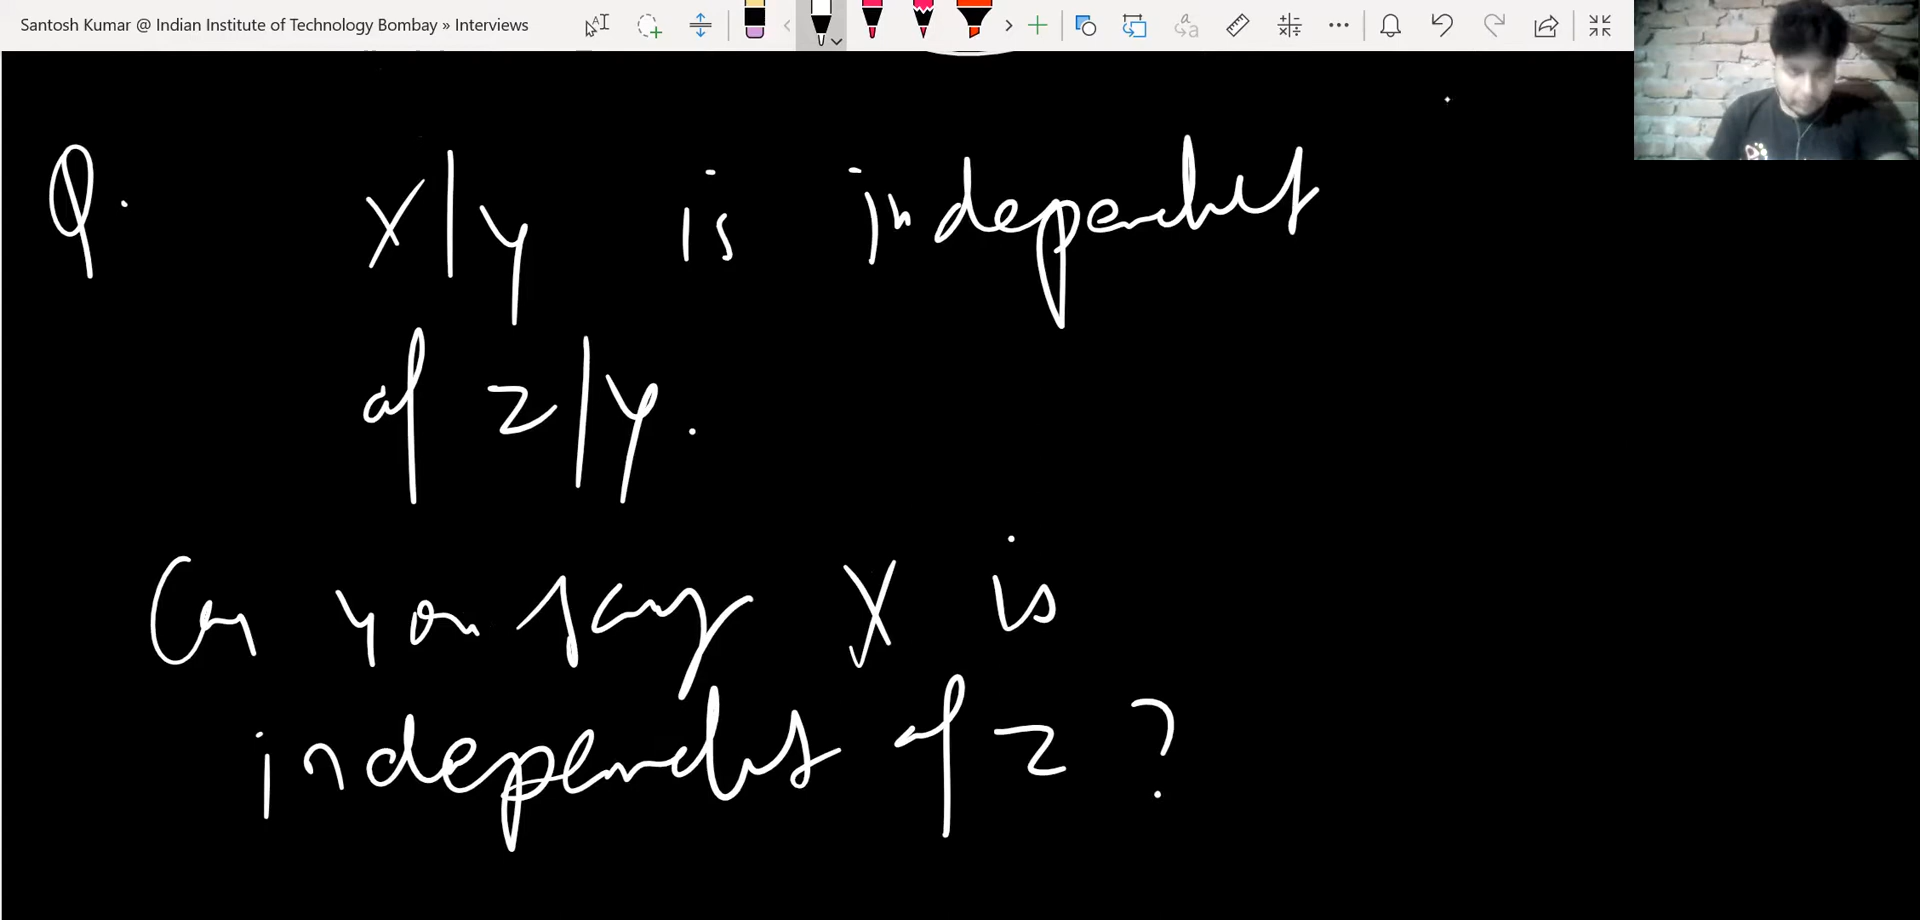 Santosh Kumar @ Indian Institute of Technology Bombay » Interviews
Q. X|Y is independent
of Z|Y.
Can you say X is
independent of Z?